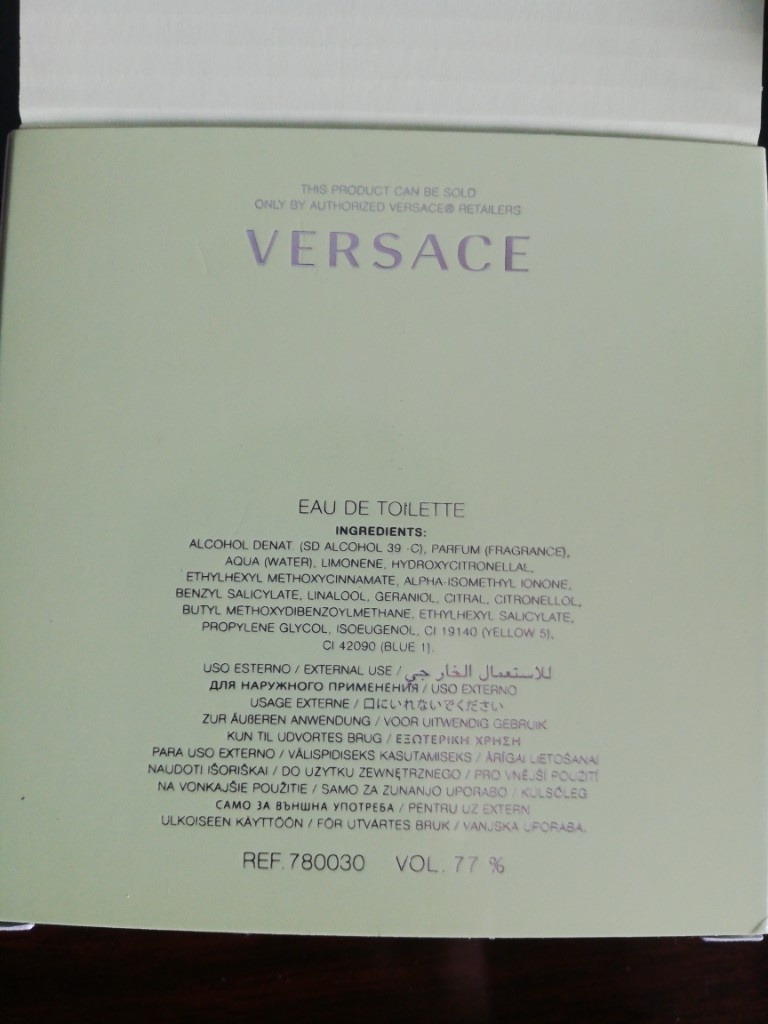 THIS PRODUCT CAN BE SOLD
ONLY BY AUTHORIZED VERSACE® RETAILERS
VERSACE
EAU DE TOILETTE
INGREDIENTS:
ALCOHOL DENAT. (SD ALCOHOL 39 -C), PARFUM (FRAGRANCE),
AQUA (WATER), LIMONENE, HYDROXYCITRONELLAL,
ETHYLHEXYL METHOXYCINNAMATE, ALPHA-ISOMETHYL IONONE,
BENZYL SALICYLATE, LINALOOL, GERANIOL, CITRAL, CITRONELLOL,
BUTYL METHOXYDIBENZOYLMETHANE, ETHYLHEXYL SALICYLATE,
PROPYLENE GLYCOL, ISOEUGENOL, CI 19140 (YELLOW 5),
CI 42090 (BLUE 1).
USO ESTERNO / EXTERNAL USE / للاستعمال الخارجي
ДЛЯ НАРУЖНОГО ПРИМЕНЕНИЯ / USO EXTERNO
USAGE EXTERNE / 口にいれないでください
ZUR ÄUßEREN ANWENDUNG / VOOR UITWENDIG GEBRUIK
KUN TIL UDVORTES BRUG / ΕΞΩΤΕΡΙΚΗ ΧΡΗΣΗ
PARA USO EXTERNO / VÄLISPIDISEKS KASUTAMISEKS / ĀRĪGAI LIETOŠANAI
NAUDOTI IŠORIŠKAI / DO UŻYTKU ZEWNĘTRZNEGO / PRO VNĚJŠÍ POUŽITÍ
NA VONKAJŠIE POUŽITIE / SAMO ZA ZUNANJO UPORABO / KÜLSÖLEG
САМО ЗА ВЪНШНА УПОТРЕБА / PENTRU UZ EXTERN
ULKOISEEN KÄYTTÖÖN / FÖR UTVÄRTES BRUK / VANJSKA UPORABA.
REF. 780030 VOL. 77 %